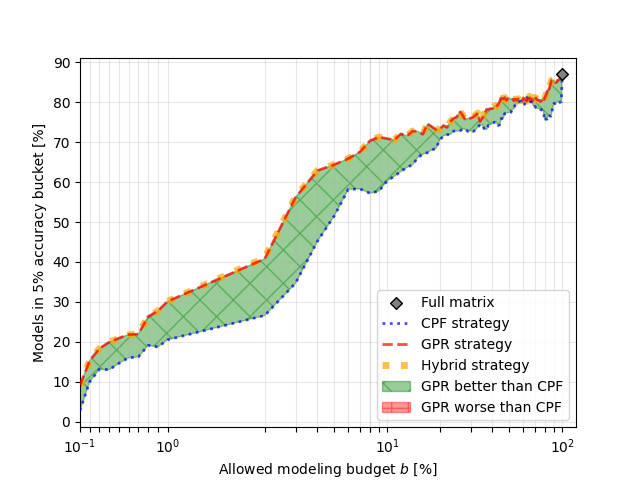 90
80
70
60
50
40
30
20
10
0
Models in 5% accuracy bucket [%]
Full matrix
CPF strategy
GPR strategy
Hybrid strategy
GPR better than CPF
GPR worse than CPF
10⁻¹ 10⁰ 10¹ 10²
Allowed modeling budget b [%]